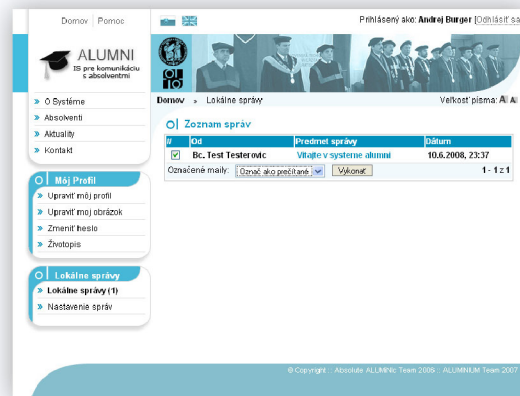 Domov | Pomoc
Prihlásený ako: Andrej Burger [Odhlásiť sa
ALUMNI
IS pre komunikáciu
s absolventmi
» O Systéme
» Absolventi
» Aktuality
» Kontakt
Môj Profil
» Upraviť môj profil
» Upraviť moj obrázok
» Zmeniť heslo
» Životopis
Lokálne správy
» Lokálne správy (1)
» Nastavenie správ
Domov » Lokálne správy
Veľkosť písma: A A
Zoznam správ
# Od Predmet správy Dátum
Bc. Test Testerovic Vitajte v systeme alumni 10.6.2008, 23:37
Označené maily: Označ ako prečítané Vykonať 1 - 1 z 1
© Copyright :: Absolute ALUMNIc Team 2008 :: ALUMNIUM Team 2007